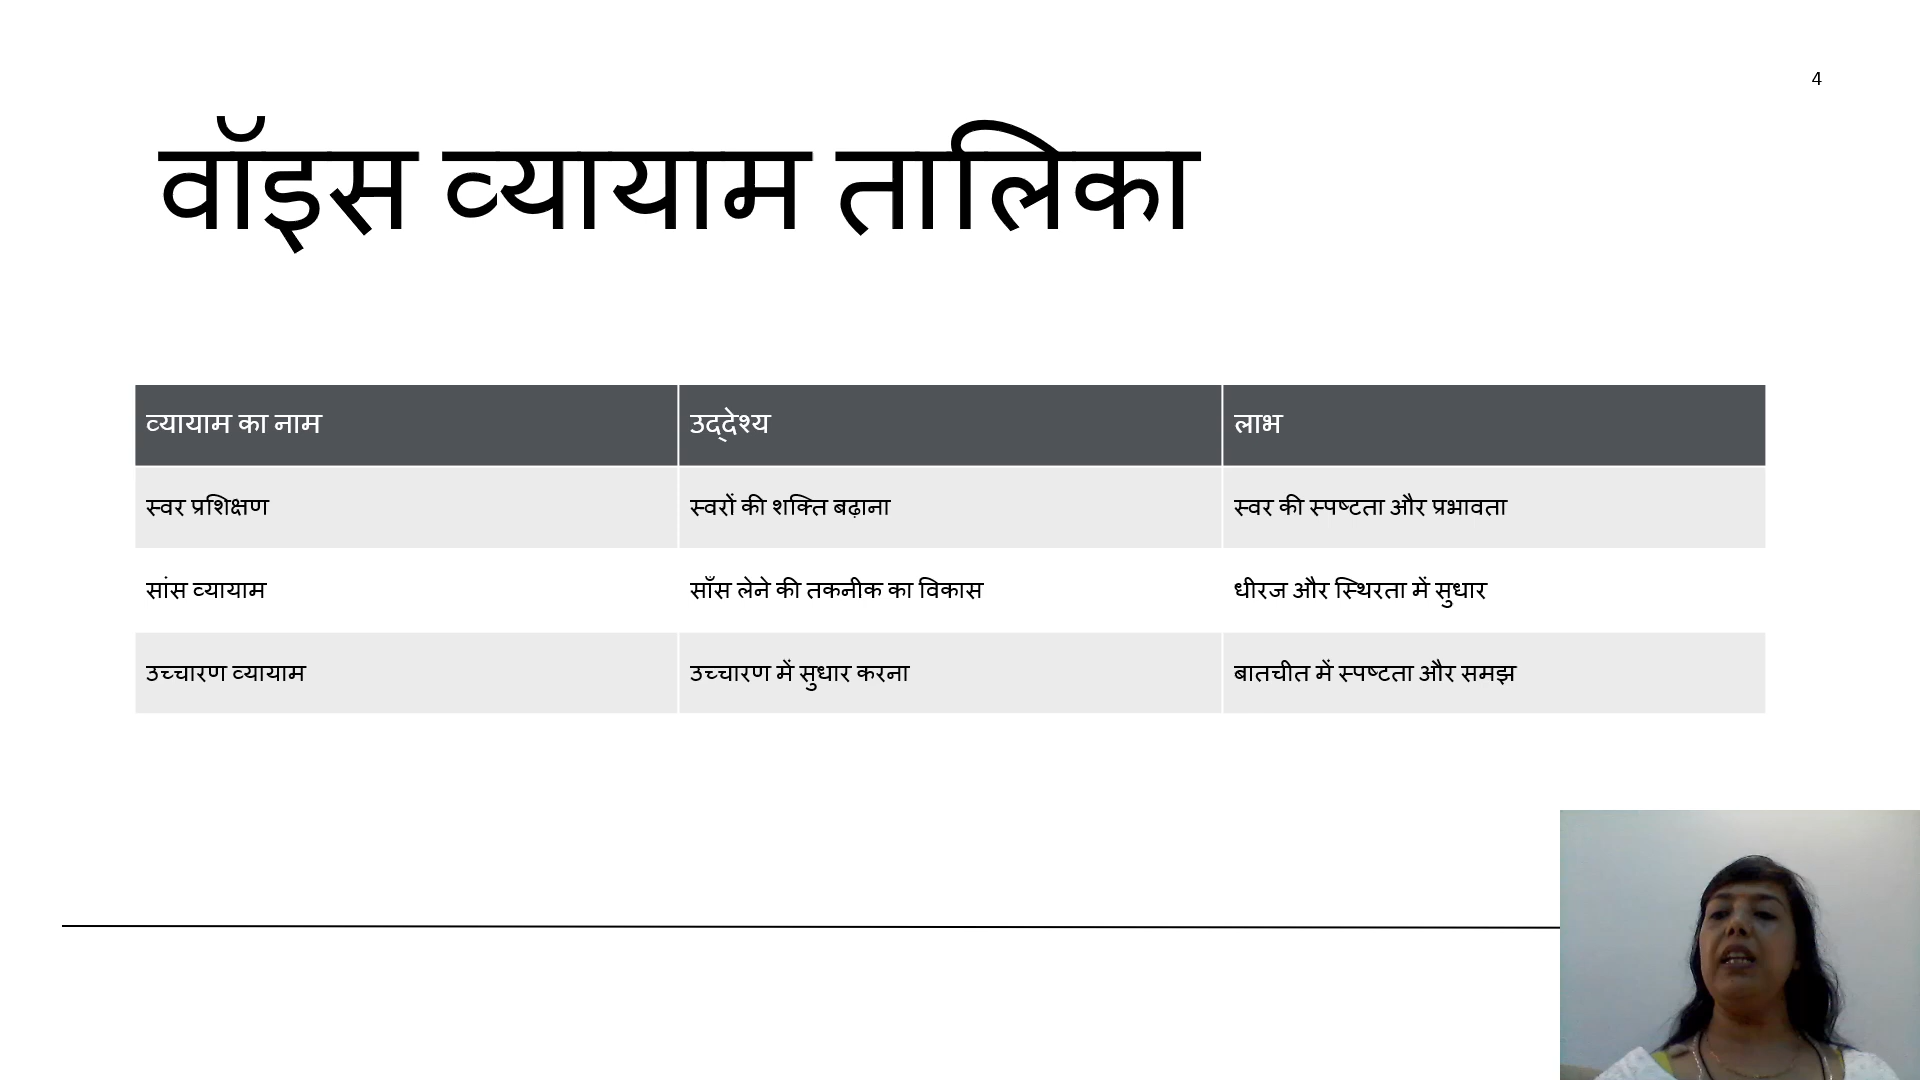 4
वॉइस व्यायाम तालिका
व्यायाम का नाम उद्देश्य लाभ
स्वर प्रशिक्षण स्वरों की शक्ति बढ़ाना स्वर की स्पष्टता और प्रभावता
सांस व्यायाम साँस लेने की तकनीक का विकास धीरज और स्थिरता में सुधार
उच्चारण व्यायाम उच्चारण में सुधार करना बातचीत में स्पष्टता और समझ